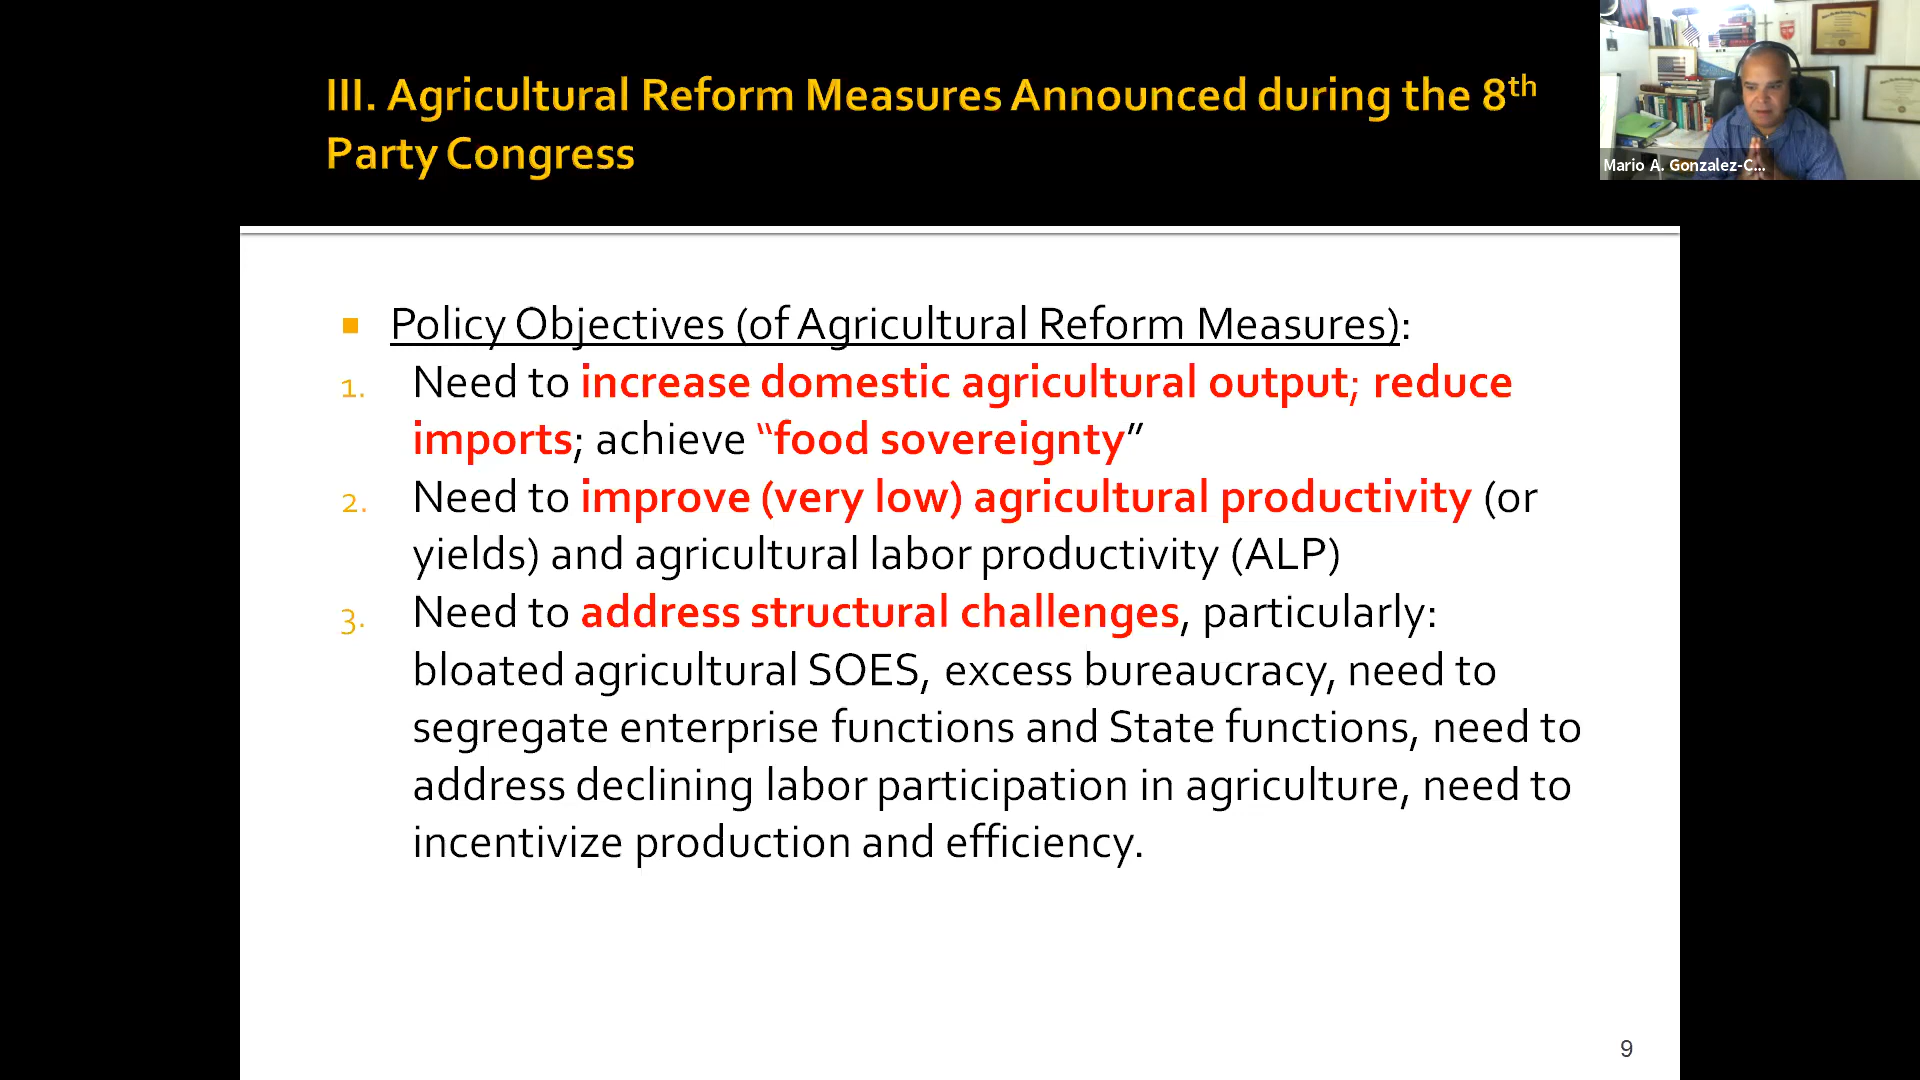 III. Agricultural Reform Measures Announced during the 8th
Party Congress
Mario A. Gonzalez-C...
■ Policy Objectives (of Agricultural Reform Measures):
1. Need to increase domestic agricultural output; reduce
imports; achieve “food sovereignty”
2. Need to improve (very low) agricultural productivity (or
yields) and agricultural labor productivity (ALP)
3. Need to address structural challenges, particularly:
bloated agricultural SOES, excess bureaucracy, need to
segregate enterprise functions and State functions, need to
address declining labor participation in agriculture, need to
incentivize production and efficiency.
9